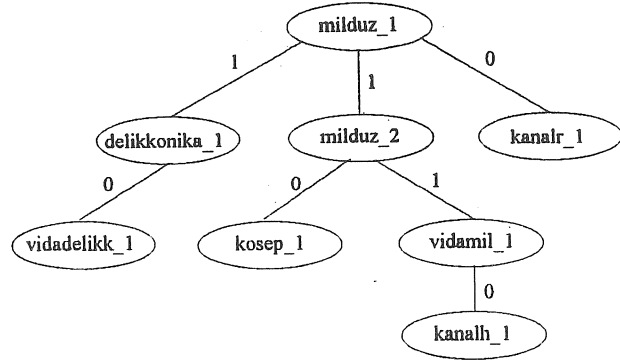 milduz_1
1
1
0
delikkonika_1
milduz_2
kanalr_1
0
0
1
vidadelikk_1
kosep_1
vidamil_1
0
kanalh_1